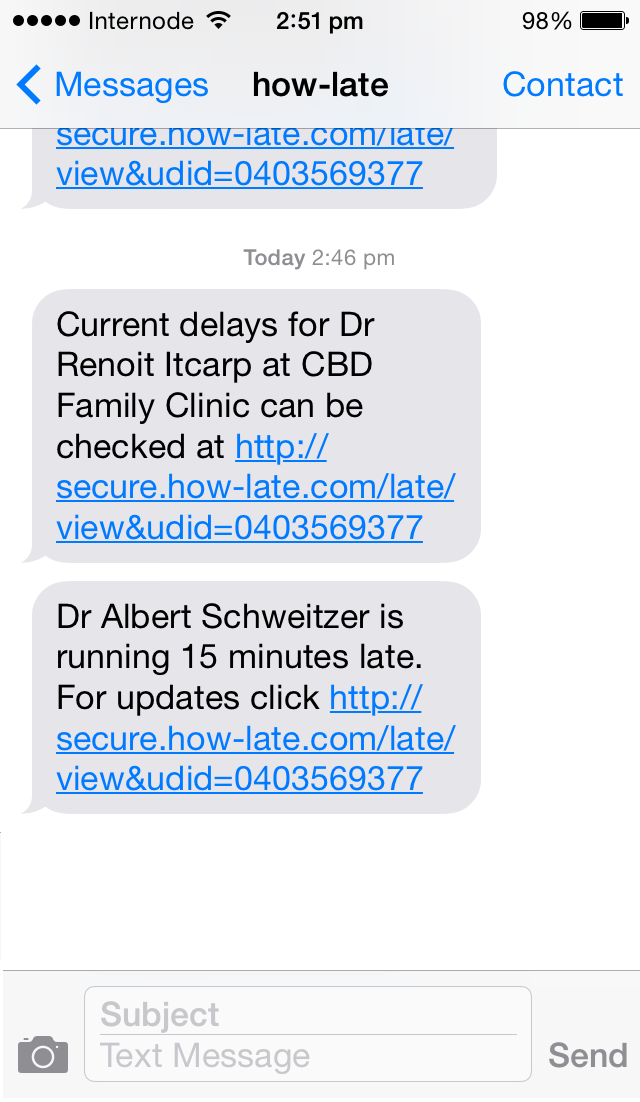 Internode 2:51 pm 98%
Messages how-late Contact
secure.how-late.com/late/
view&udid=0403569377
Today 2:46 pm
Current delays for Dr
Renoit Itcarp at CBD
Family Clinic can be
checked at http://
secure.how-late.com/late/
view&udid=0403569377
Dr Albert Schweitzer is
running 15 minutes late.
For updates click http://
secure.how-late.com/late/
view&udid=0403569377
Subject
Text Message Send